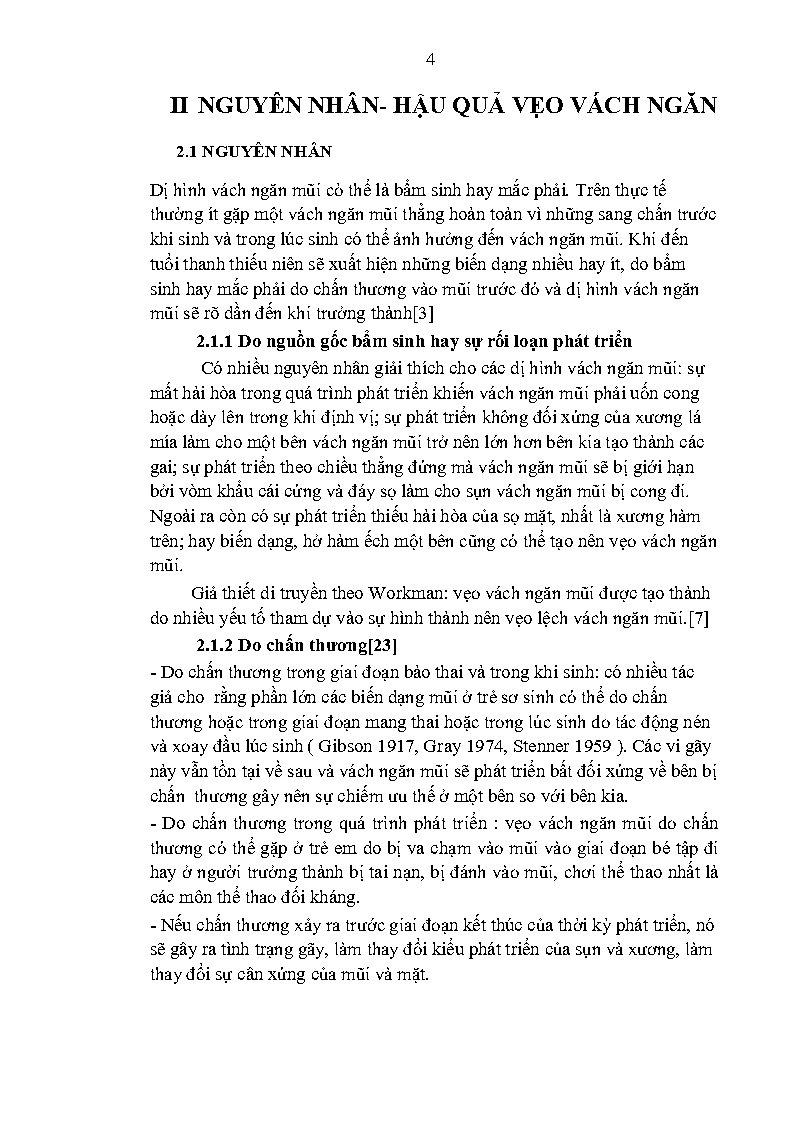 4
II NGUYÊN NHÂN- HẬU QUẢ VẸO VÁCH NGĂN
2.1 NGUYÊN NHÂN
Dị hình vách ngăn mũi có thể là bẩm sinh hay mắc phải. Trên thực tế
thường ít gặp một vách ngăn mũi thẳng hoàn toàn vì những sang chấn trước
khi sinh và trong lúc sinh có thể ảnh hưởng đến vách ngăn mũi. Khi đến
tuổi thanh thiếu niên sẽ xuất hiện những biến dạng nhiều hay ít, do bẩm
sinh hay mắc phải do chấn thương vào mũi trước đó và dị hình vách ngăn
mũi sẽ rõ dần đến khi trưởng thành[3]
2.1.1 Do nguồn gốc bẩm sinh hay sự rối loạn phát triển
Có nhiều nguyên nhân giải thích cho các dị hình vách ngăn mũi: sự
mất hài hòa trong quá trình phát triển khiến vách ngăn mũi phải uốn cong
hoặc dày lên trong khi định vị; sự phát triển không đối xứng của xương lá
mía làm cho một bên vách ngăn mũi trở nên lớn hơn bên kia tạo thành các
gai; sự phát triển theo chiều thẳng đứng mà vách ngăn mũi sẽ bị giới hạn
bởi vòm khẩu cái cứng và đáy sọ làm cho sụn vách ngăn mũi bị cong đi.
Ngoài ra còn có sự phát triển thiếu hài hòa của sọ mặt, nhất là xương hàm
trên; hay biến dạng, hở hàm ếch một bên cũng có thể tạo nên vẹo vách ngăn
mũi.
Giả thiết di truyền theo Workman: vẹo vách ngăn mũi được tạo thành
do nhiều yếu tố tham dự vào sự hình thành nên vẹo lệch vách ngăn mũi.[7]
2.1.2 Do chấn thương[23]
- Do chấn thương trong giai đoạn bào thai và trong khi sinh: có nhiều tác
giả cho  rằng phần lớn các biến dạng mũi ở trẻ sơ sinh có thể do chấn
thương hoặc trong giai đoạn mang thai hoặc trong lúc sinh do tác động nén
và xoay đầu lúc sinh ( Gibson 1917, Gray 1974, Stenner 1959 ). Các vi gãy
này vẫn tồn tại về sau và vách ngăn mũi sẽ phát triển bất đối xứng về bên bị
chấn  thương gây nên sự chiếm ưu thế ở một bên so với bên kia.
- Do chấn thương trong quá trình phát triển : vẹo vách ngăn mũi do chấn
thương có thể gặp ở trẻ em do bị va chạm vào mũi vào giai đoạn bé tập đi
hay ở người trưởng thành bị tai nạn, bị đánh vào mũi, chơi thể thao nhất là
các môn thể thao đối kháng.
- Nếu chấn thương xảy ra trước giai đoạn kết thúc của thời kỳ phát triển, nó
sẽ gây ra tình trạng gãy, làm thay đổi kiểu phát triển của sụn và xương, làm
thay đổi sự cân xứng của mũi và mặt.